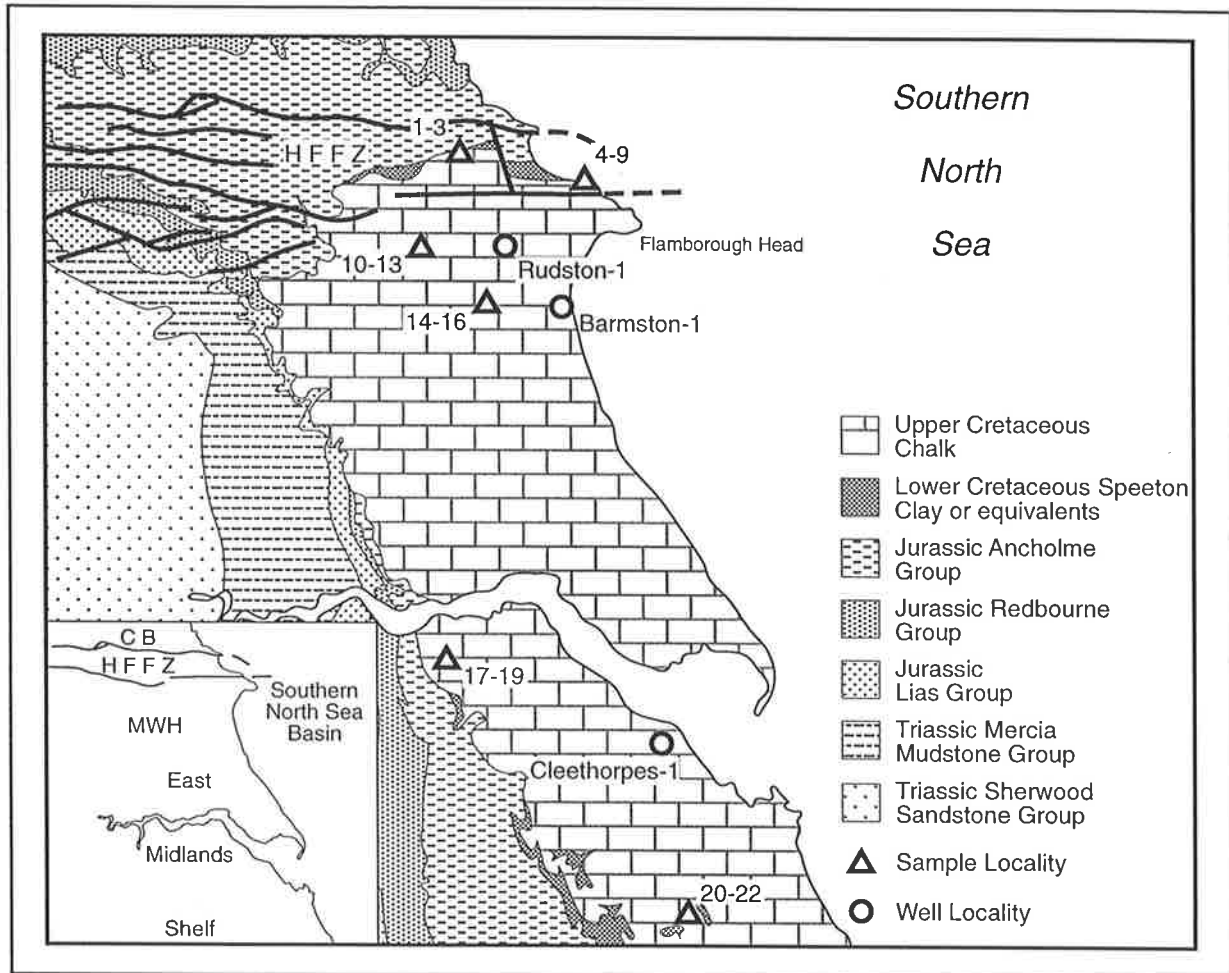 Southern
North
Sea
1-3
H F F Z
4-9
Flamborough Head
10-13
Rudston-1
14-16
Barmston-1
Upper Cretaceous
Chalk
Lower Cretaceous Speeton
Clay or equivalents
Jurassic Ancholme
Group
Jurassic Redbourne
Group
Jurassic
Lias Group
Triassic Mercia
Mudstone Group
Triassic Sherwood
Sandstone Group
Sample Locality
Well Locality
17-19
Cleethorpes-1
20-22
C B
H F F Z
Southern
North Sea
Basin
MWH
East
Midlands
Shelf